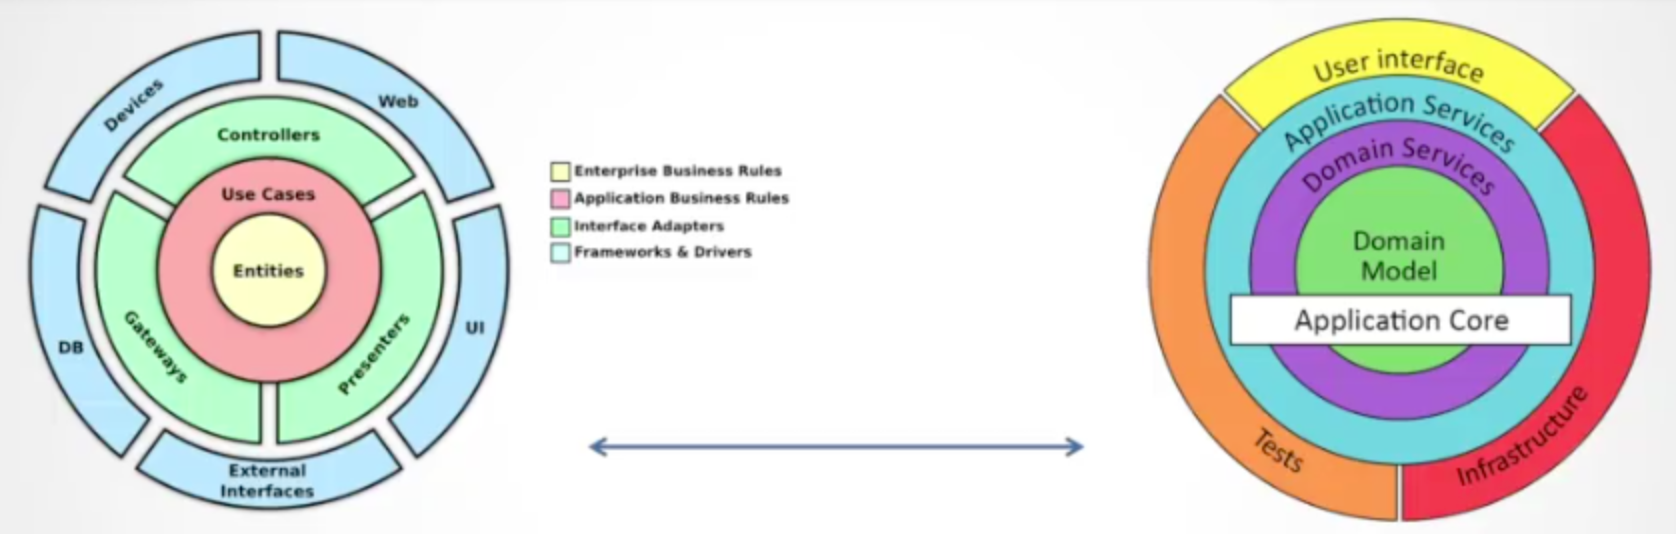 Devices
Web
Controllers
Use Cases
Entities
Gateways
Presenters
DB
UI
External
Interfaces
Enterprise Business Rules
Application Business Rules
Interface Adapters
Frameworks & Drivers
User interface
Application Services
Domain Services
Domain
Model
Application Core
Tests
Infrastructure